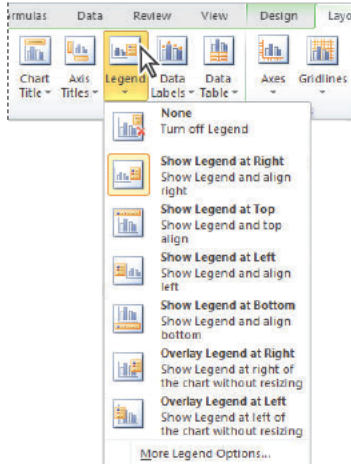 rmulas Data Review View Design Layo
Chart Title Axis Titles Legend Data Labels Data Table Axes Gridlines
None
Turn off Legend
Show Legend at Right
Show Legend and align
right
Show Legend at Top
Show Legend and top
align
Show Legend at Left
Show Legend and align
left
Show Legend at Bottom
Show Legend and align
bottom
Overlay Legend at Right
Show Legend at right of
the chart without resizing
Overlay Legend at Left
Show Legend at left of
the chart without resizing
More Legend Options...